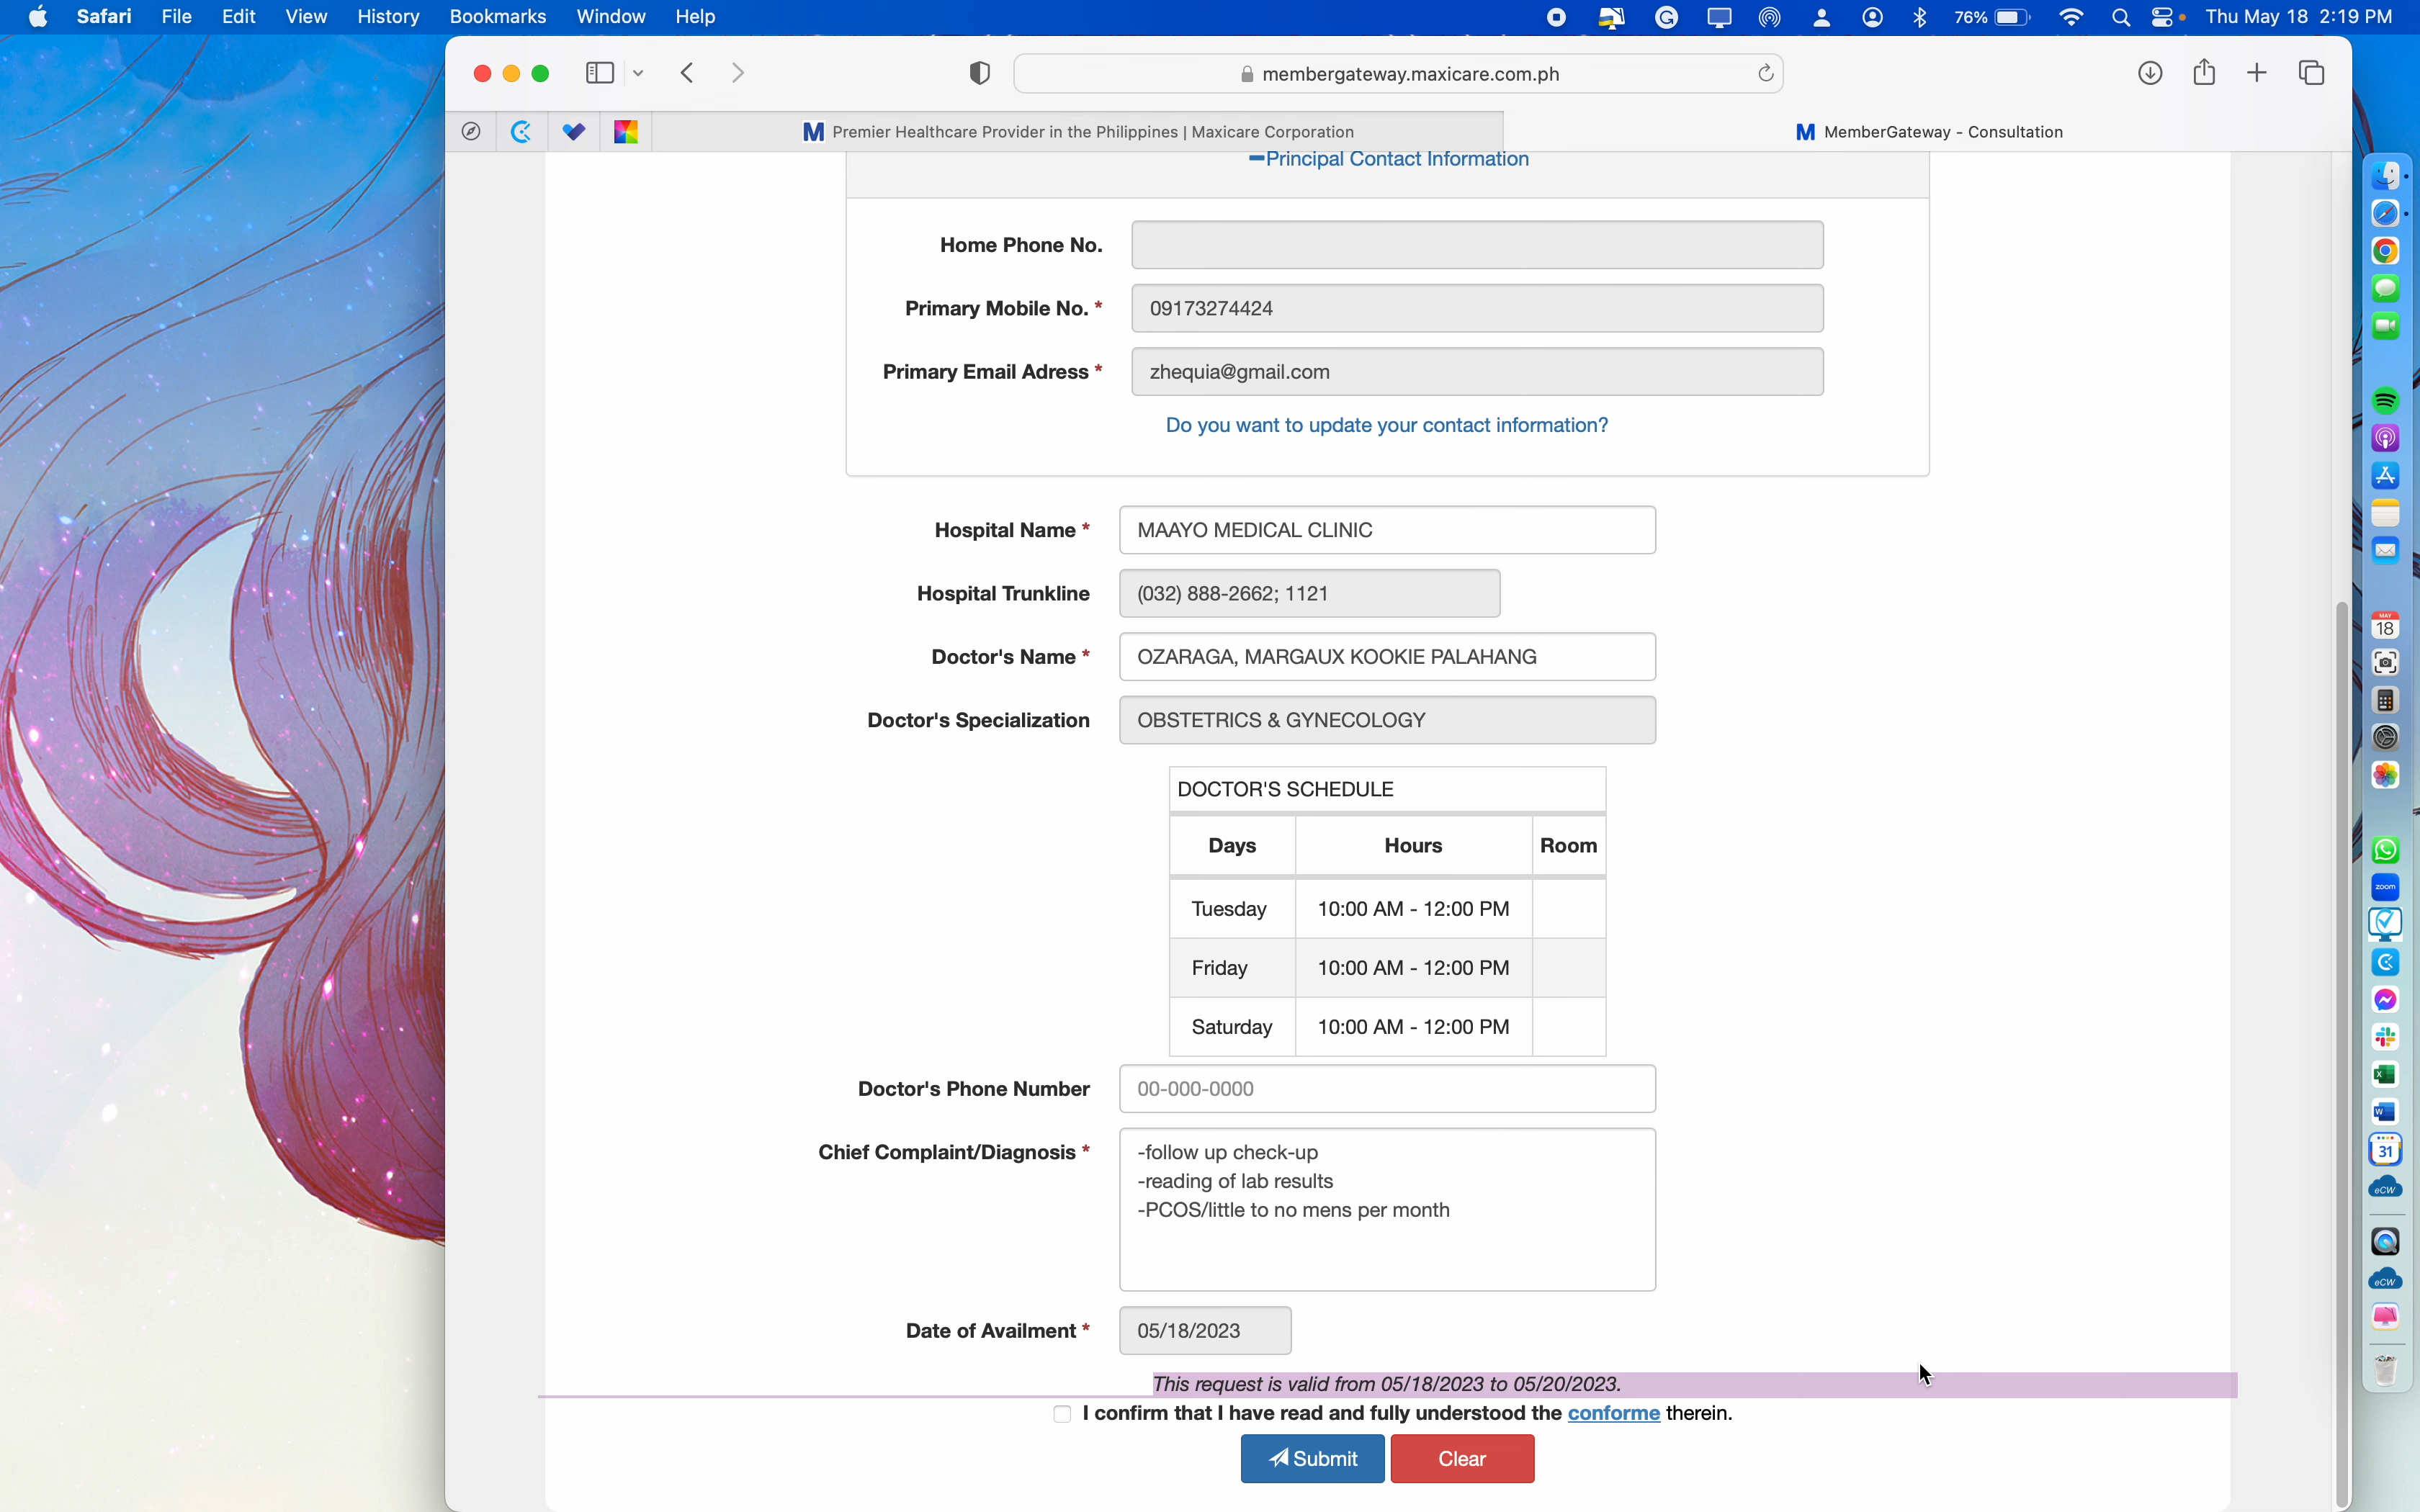 Safari File Edit View History Bookmarks Window Help 76% Thu May 18 2:19 PM
membergateway.maxicare.com.ph
Premier Healthcare Provider in the Philippines | Maxicare Corporation
MemberGateway - Consultation
Principal Contact Information
Home Phone No.
Primary Mobile No. * 09173274424
Primary Email Adress * zhequia@gmail.com
Do you want to update your contact information?
Hospital Name * MAAYO MEDICAL CLINIC
Hospital Trunkline (032) 888-2662; 1121
Doctor's Name * OZARAGA, MARGAUX KOOKIE PALAHANG
Doctor's Specialization OBSTETRICS & GYNECOLOGY
DOCTOR'S SCHEDULE
Days Hours Room
Tuesday 10:00 AM - 12:00 PM
Friday 10:00 AM - 12:00 PM
Saturday 10:00 AM - 12:00 PM
Doctor's Phone Number 00-000-0000
Chief Complaint/Diagnosis * -follow up check-up
-reading of lab results
-PCOS/little to no mens per month
Date of Availment * 05/18/2023
This request is valid from 05/18/2023 to 05/20/2023.
I confirm that I have read and fully understood the conforme therein.
Submit Clear
MAY
18
zoom
31
eCW
eCW